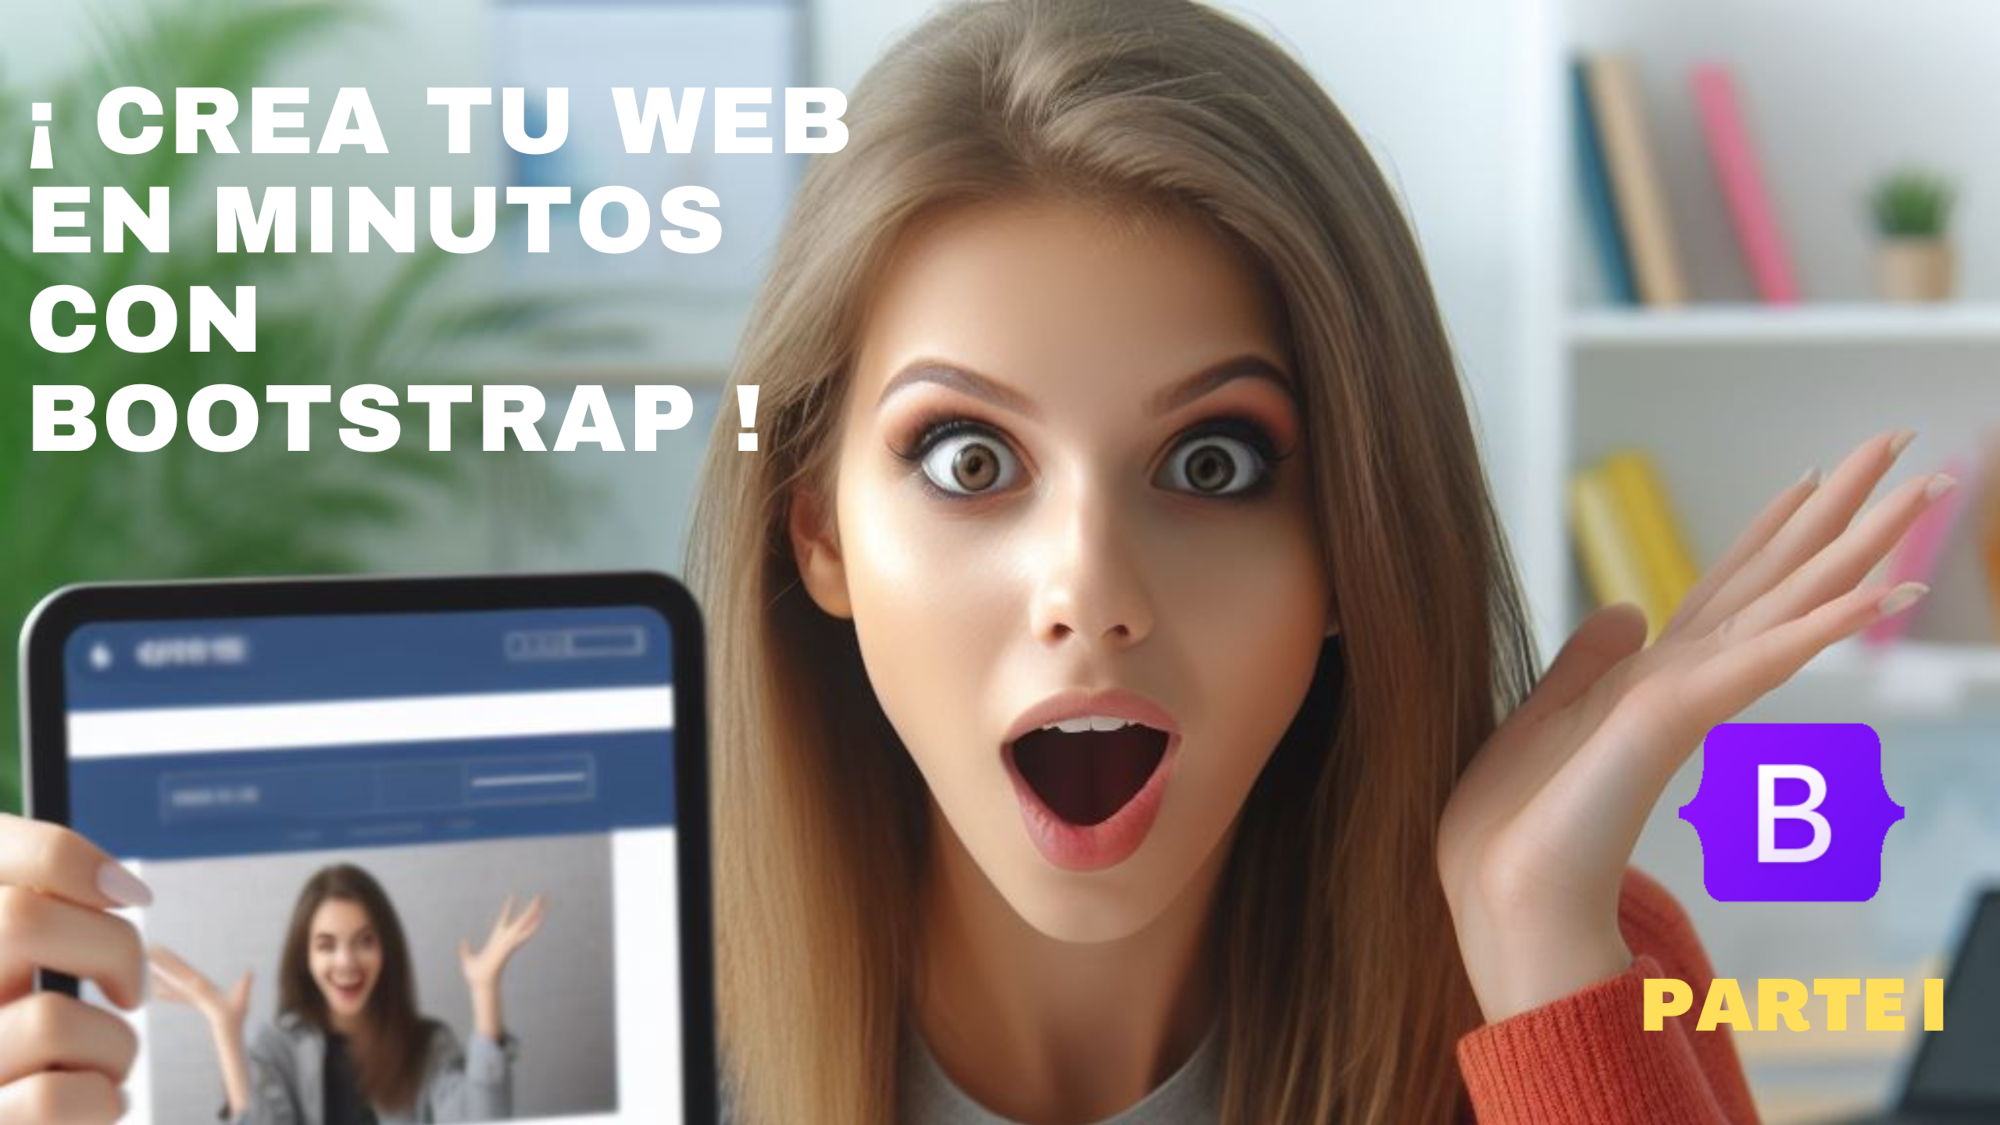 ¡ CREA TU WEB
EN MINUTOS
CON
BOOTSTRAP !
B
PARTE I